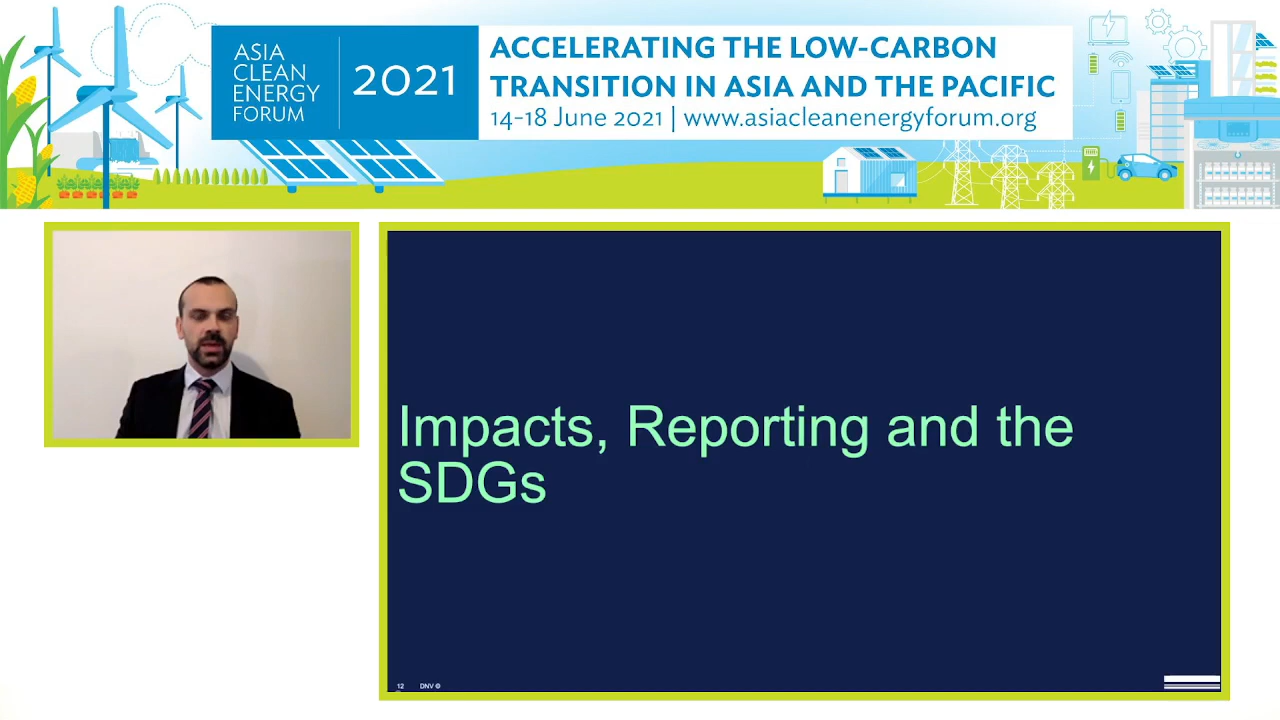 ASIA
CLEAN
ENERGY
FORUM
2021
ACCELERATING THE LOW-CARBON
TRANSITION IN ASIA AND THE PACIFIC
14-18 June 2021 | www.asiacleanenergyforum.org
Impacts, Reporting and the
SDGs
12 DNV ©